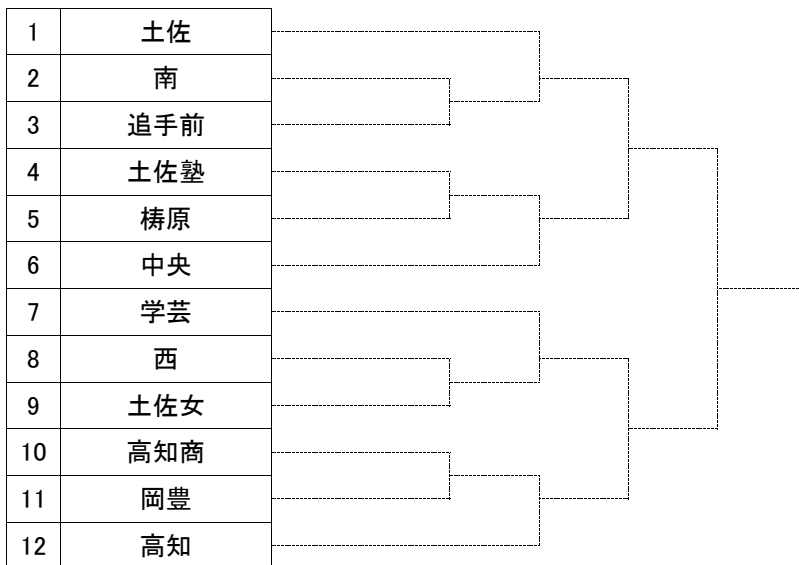 1 土佐
2 南
3 追手前
4 土佐塾
5 梼原
6 中央
7 学芸
8 西
9 土佐女
10 高知商
11 岡豊
12 高知